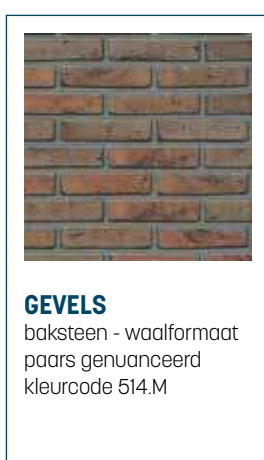 GEVELS
baksteen - waalformaat
paars genuanceerd
kleurcode 514.M